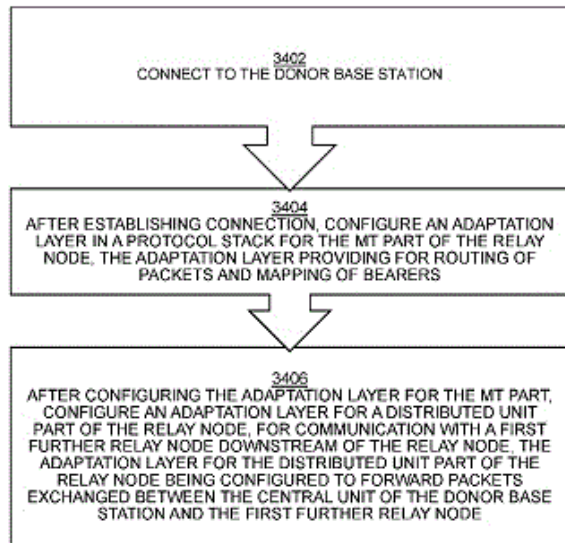 3402
CONNECT TO THE DONOR BASE STATION
3404
AFTER ESTABLISHING CONNECTION, CONFIGURE AN ADAPTATION
LAYER IN A PROTOCOL STACK FOR THE MT PART OF THE RELAY
NODE, THE ADAPTATION LAYER PROVIDING FOR ROUTING OF
PACKETS AND MAPPING OF BEARERS
3406
AFTER CONFIGURING THE ADAPTATION LAYER FOR THE MT PART,
CONFIGURE AN ADAPTATION LAYER FOR A DISTRIBUTED UNIT
PART OF THE RELAY NODE, FOR COMMUNICATION WITH A FIRST
FURTHER RELAY NODE DOWNSTREAM OF THE RELAY NODE, THE
ADAPTATION LAYER FOR THE DISTRIBUTED UNIT PART OF THE
RELAY NODE BEING CONFIGURED TO FORWARD PACKETS
EXCHANGED BETWEEN THE CENTRAL UNIT OF THE DONOR BASE
STATION AND THE FIRST FURTHER RELAY NODE